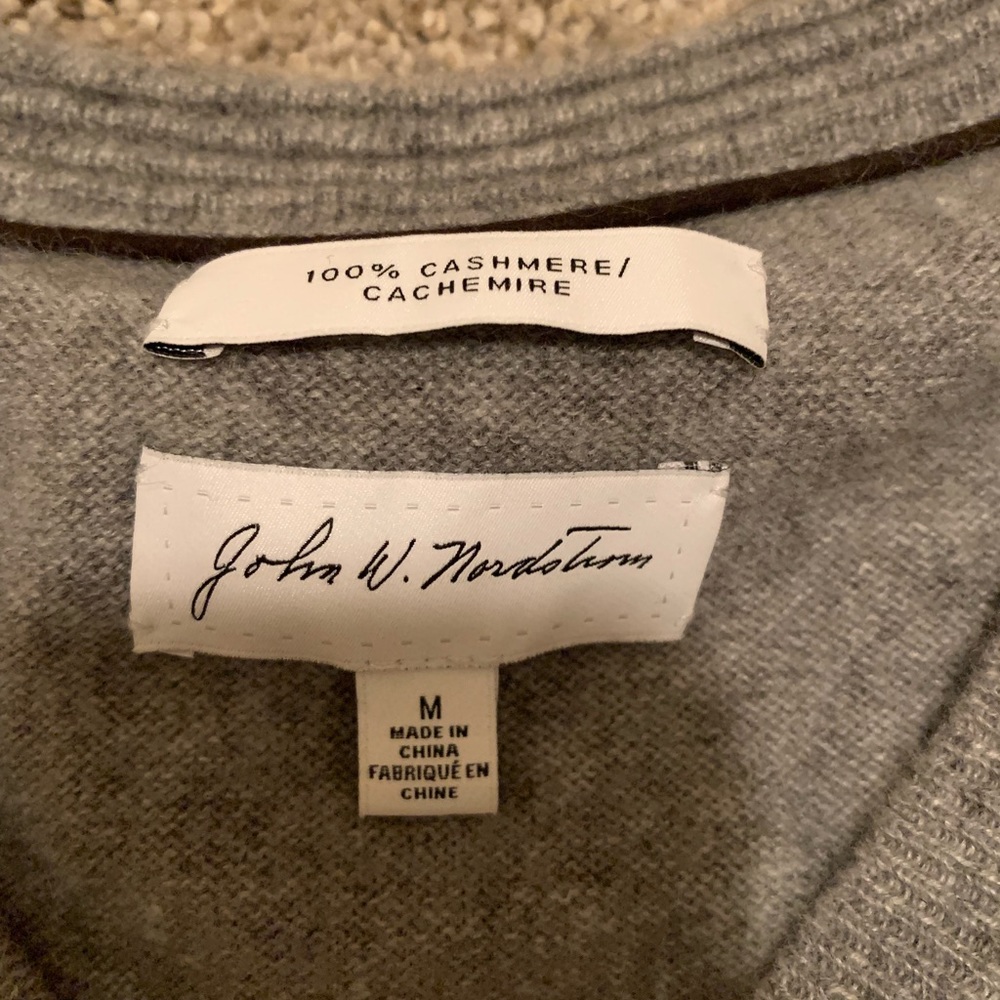 100% CASHMERE/
CACHEMIRE
John W. Nordstrom
M
MADE IN
CHINA
FABRIQUÉ EN
CHINE